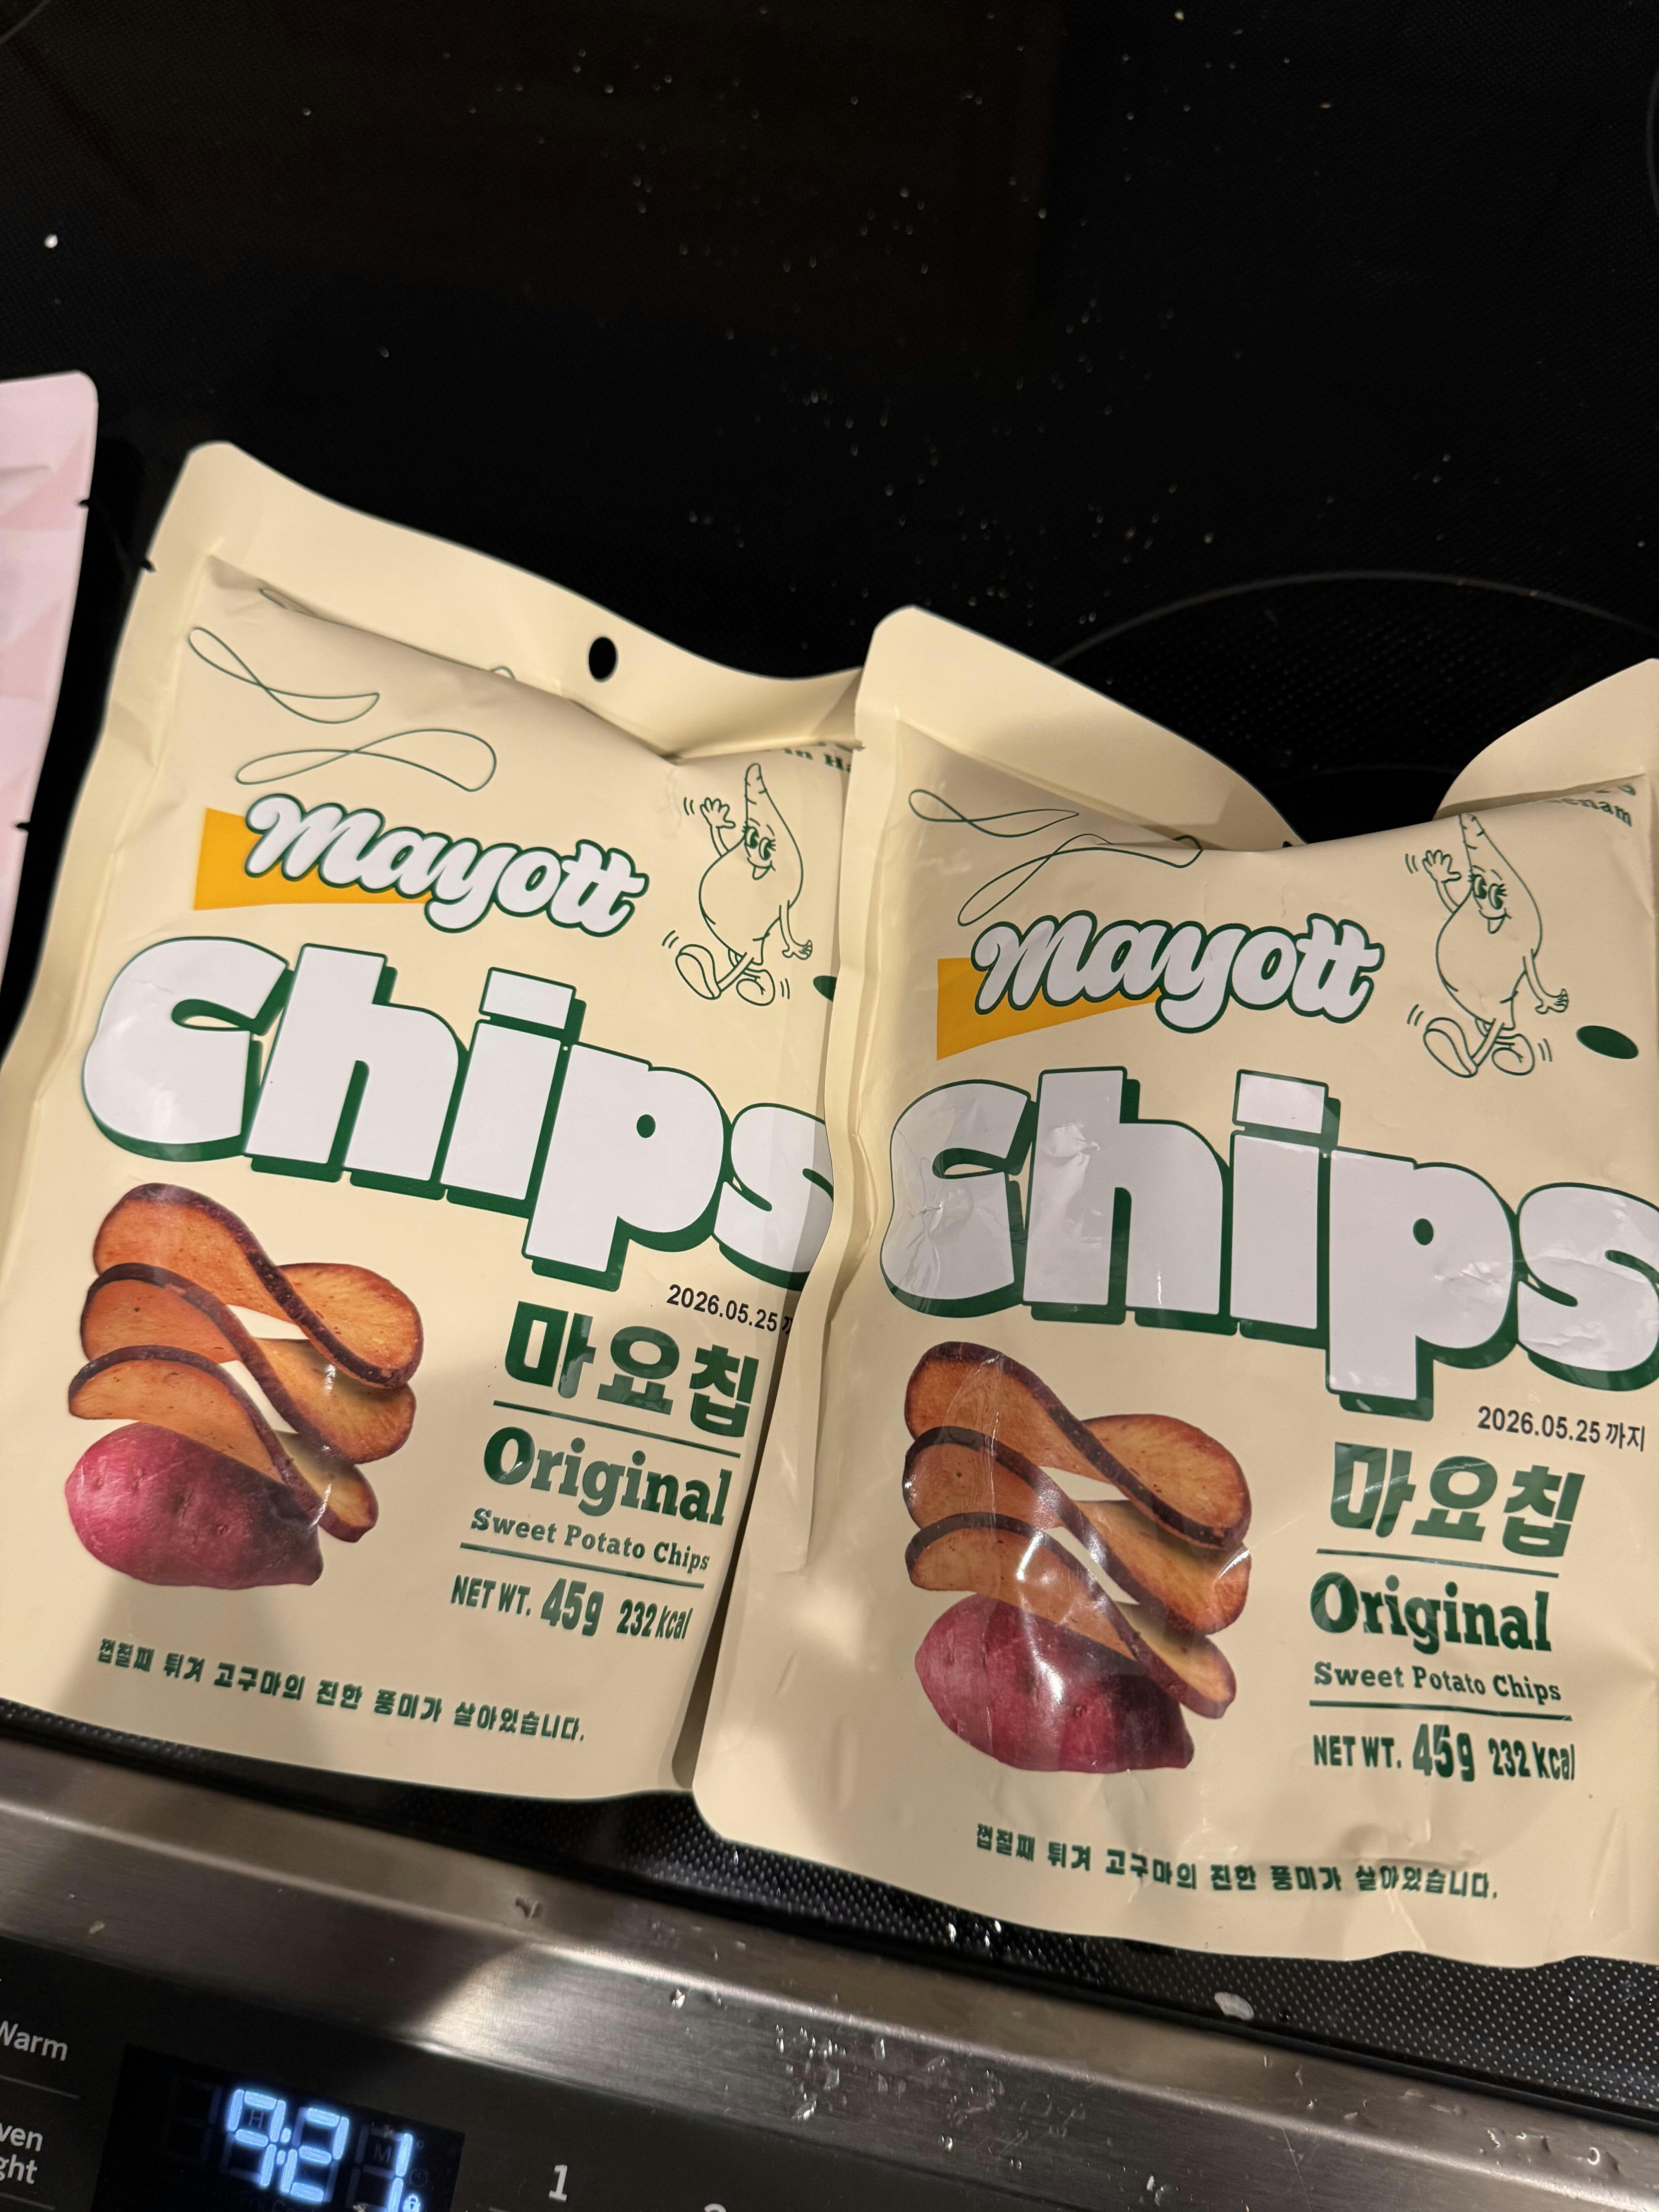 in
Mayott
Chips
2026.05.25
마요칩
Original
Sweet Potato Chips
NET WT. 45g 232 kcal
껍질째 튀겨 고구마의 진한 풍미가 살아있습니다.
Mayott
Chips
2026.05.25 까지
마요칩
Original
Sweet Potato Chips
NET WT. 45g 232 kcal
껍질째 튀겨 고구마의 진한 풍미가 살아있습니다.
Warm
9:21
1